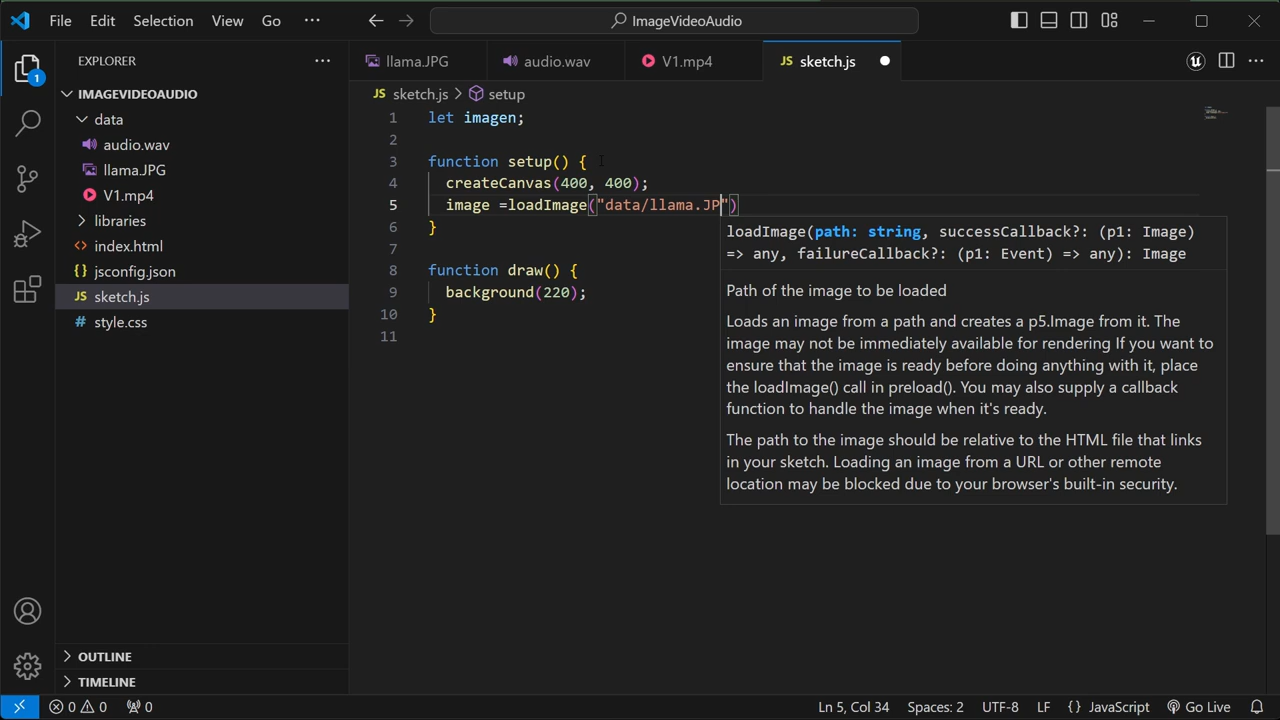 File Edit Selection View Go ··· ImageVideoAudio
EXPLORER ···
llama.JPG audio.wav V1.mp4 JS sketch.js
1
IMAGEVIDEOAUDIO
data
audio.wav
llama.JPG
V1.mp4
libraries
<> index.html
{} jsconfig.json
JS sketch.js
# style.css
OUTLINE
TIMELINE
JS sketch.js > setup
1 let imagen;
2
3 function setup() {
4 createCanvas(400, 400);
5 image =loadImage("data/llama.JP")
6 }
7
8 function draw() {
9 background(220);
10 }
11
loadImage(path: string, successCallback?: (p1: Image)
=> any, failureCallback?: (p1: Event) => any): Image
Path of the image to be loaded
Loads an image from a path and creates a p5.Image from it. The
image may not be immediately available for rendering If you want to
ensure that the image is ready before doing anything with it, place
the loadImage() call in preload(). You may also supply a callback
function to handle the image when it's ready.
The path to the image should be relative to the HTML file that links
in your sketch. Loading an image from a URL or other remote
location may be blocked due to your browser's built-in security.
0 0 0 Ln 5, Col 34 Spaces: 2 UTF-8 LF {} JavaScript Go Live